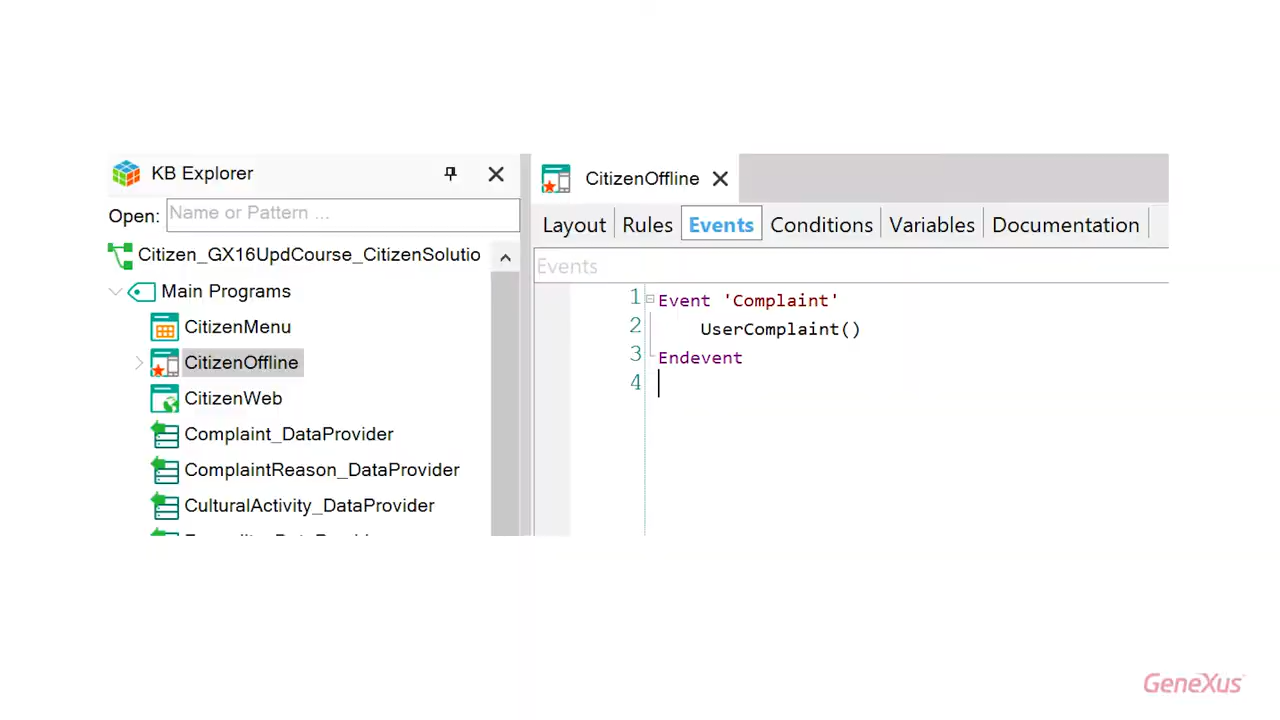 KB Explorer
Open: Name or Pattern ...
Citizen_GX16UpdCourse_CitizenSolutio
Main Programs
CitizenMenu
CitizenOffline
CitizenWeb
Complaint_DataProvider
ComplaintReason_DataProvider
CulturalActivity_DataProvider
CitizenOffline
Layout Rules Events Conditions Variables Documentation
Events
1 Event 'Complaint'
2 UserComplaint()
3 Endevent
4
GeneXus